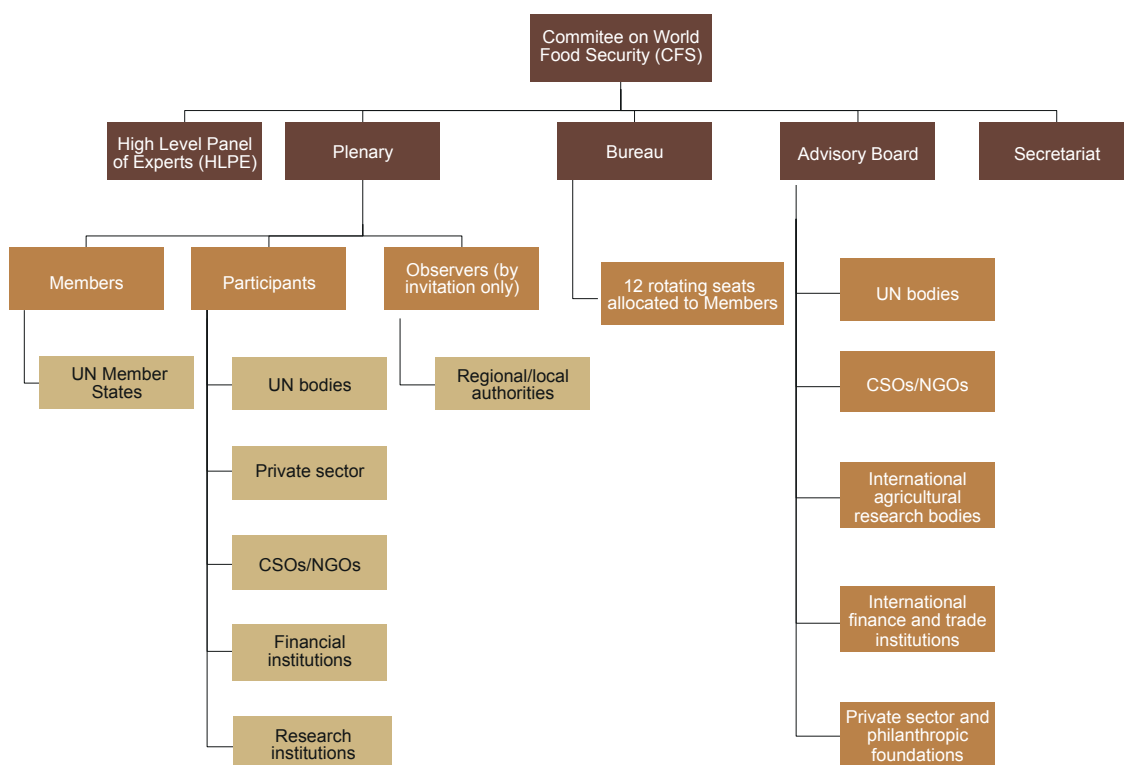 Commitee on World
Food Security (CFS)
High Level Panel
of Experts (HLPE)
Plenary
Bureau
Advisory Board
Secretariat
Members
Participants
Observers (by
invitation only)
12 rotating seats
allocated to Members
UN bodies
UN Member
States
UN bodies
Regional/local
authorities
CSOs/NGOs
Private sector
International
agricultural
research bodies
CSOs/NGOs
International
finance and trade
institutions
Financial
institutions
Research
institutions
Private sector and
philanthropic
foundations